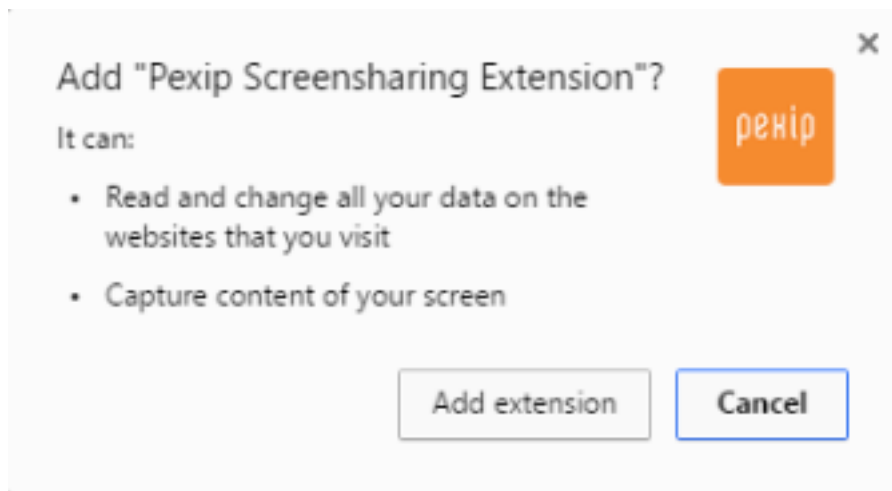 Add "Pexip Screensharing Extension"?
pexip
It can:
• Read and change all your data on the
websites that you visit
• Capture content of your screen
Add extension
Cancel